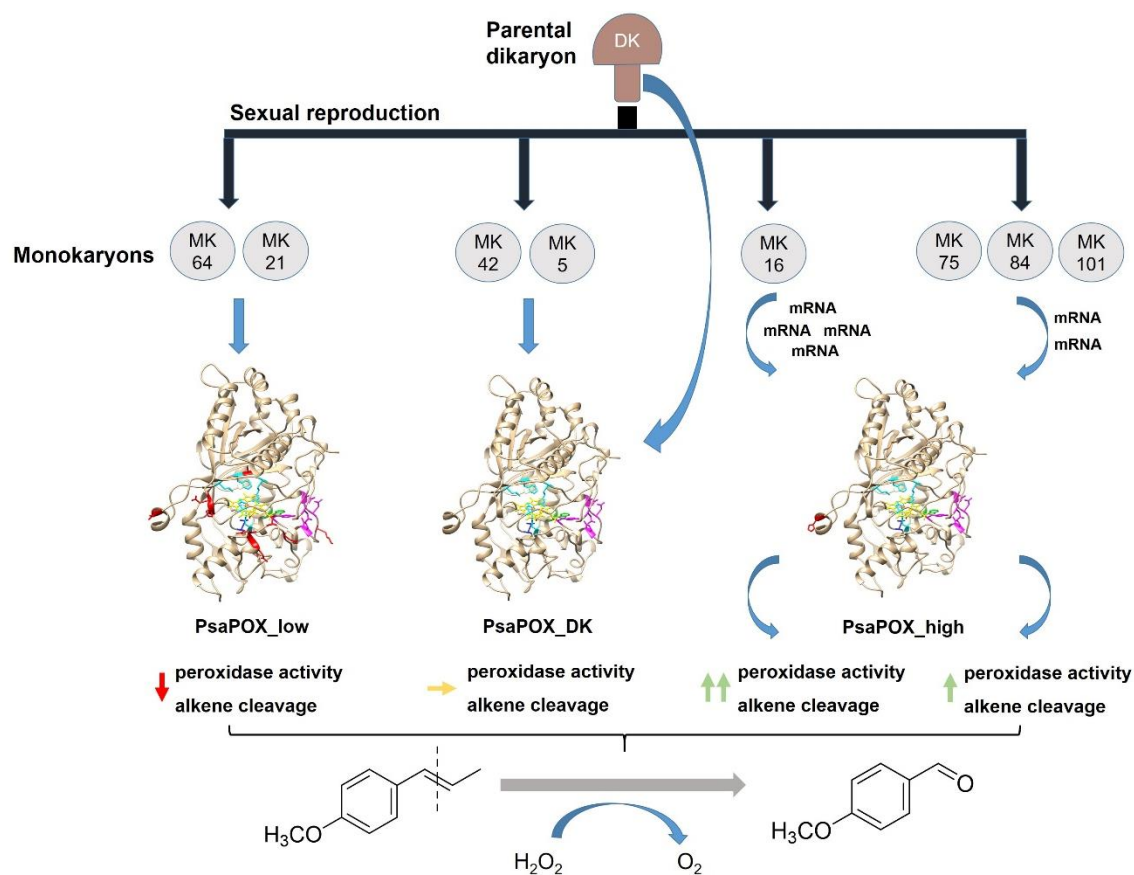 Parental
dikaryon
DK
Sexual reproduction
Monokaryons
MK
64
MK
21
MK
42
MK
5
MK
16
MK
75
MK
84
MK
101
mRNA
mRNA mRNA
mRNA
mRNA
mRNA
PsaPOX_low
PsaPOX_DK
PsaPOX_high
peroxidase activity
alkene cleavage
peroxidase activity
alkene cleavage
peroxidase activity
alkene cleavage
peroxidase activity
alkene cleavage
H₃CO
H₂O₂
O₂
H₃CO
O